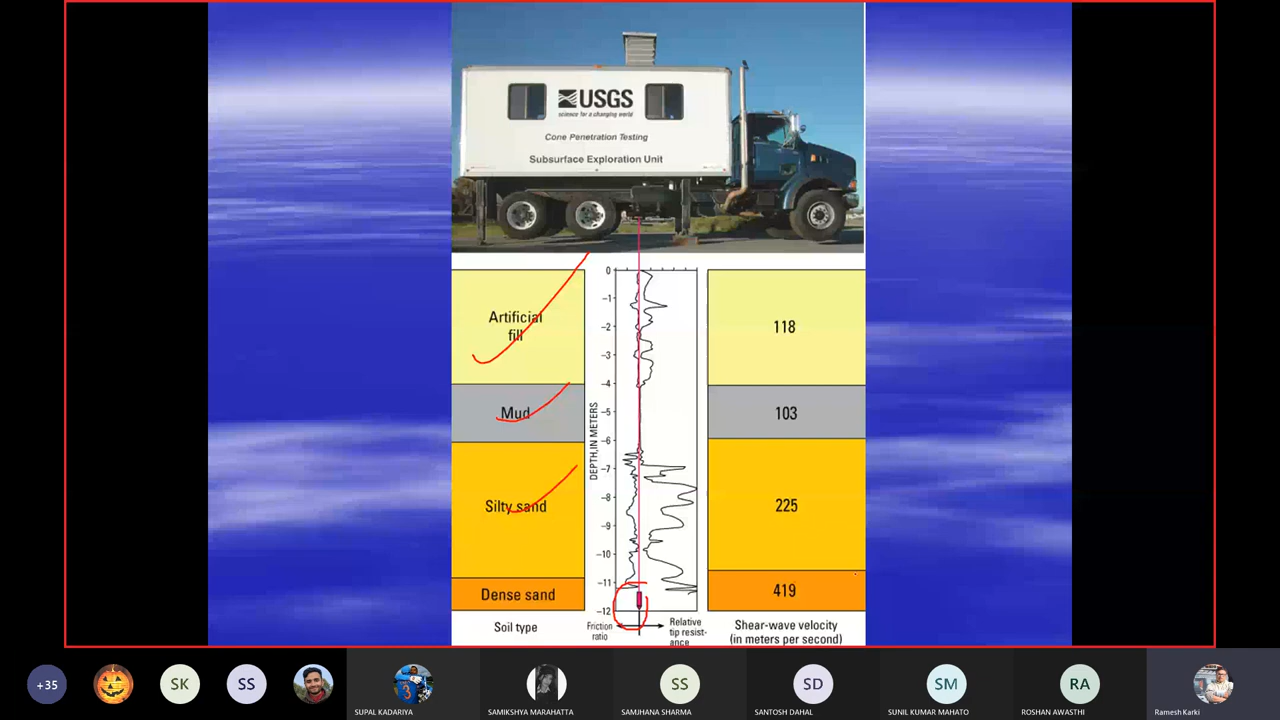 USGS
science for a changing world
Cone Penetration Testing
Subsurface Exploration Unit
Artificial
fill
Mud
Silty sand
Dense sand
Soil type
DEPTH, IN METERS
0
−1
−2
−3
−4
−5
−6
−7
−8
−9
−10
−11
−12
Friction
ratio
Relative
tip resist-
ance
118
103
225
419
Shear-wave velocity
(in meters per second)
+35
SK
SS
SS
SD
SM
RA
SUPAL KADARIYA
SAMIKSHYA MARAHATTA
SAMJHANA SHARMA
SANTOSH DAHAL
SUNIL KUMAR MAHATO
ROSHAN AWASTHI
Ramesh Karki